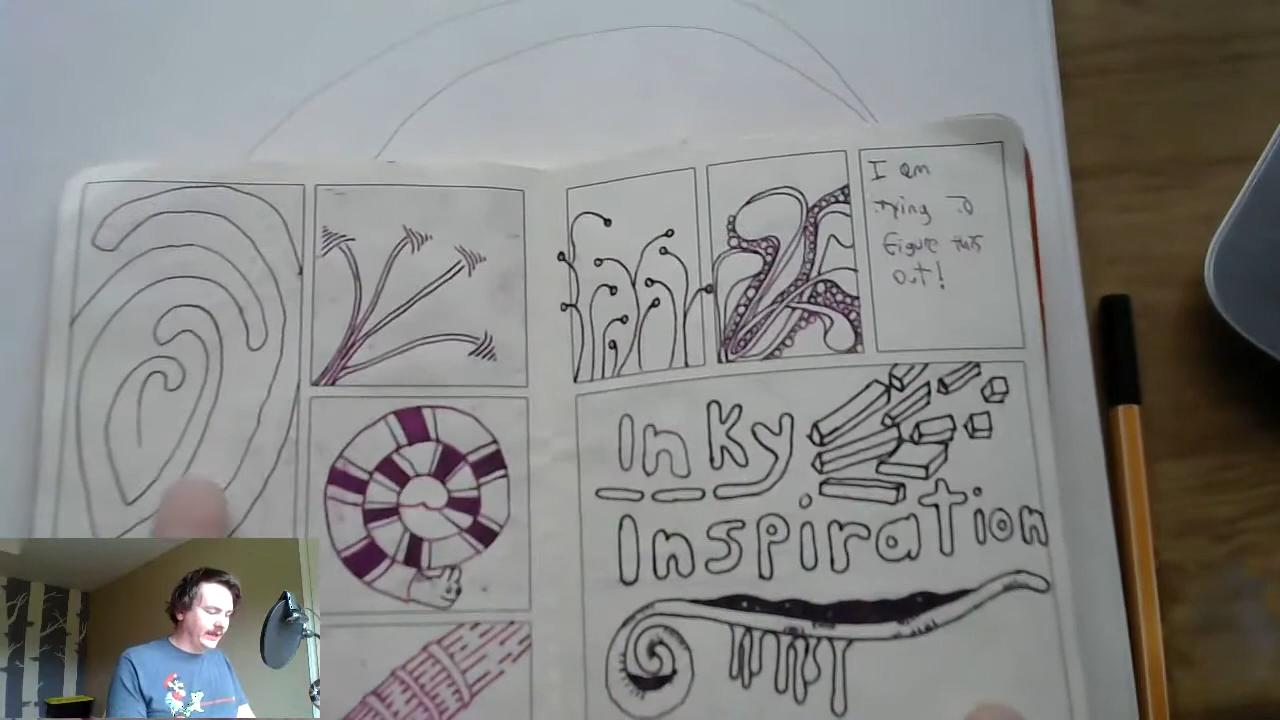 I am
trying to
figure this
out!
Inky
Inspiration